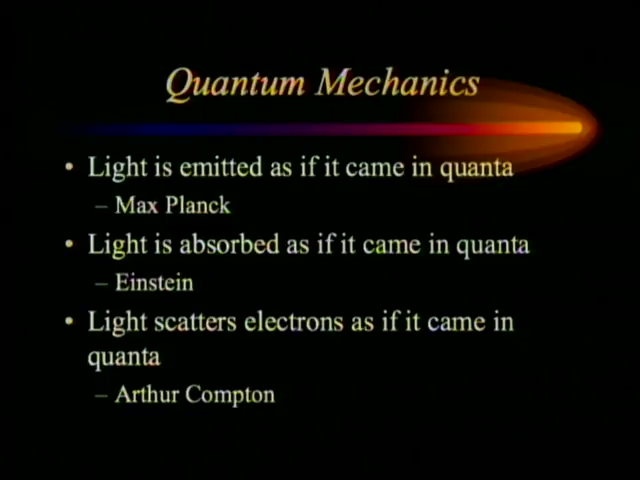 Quantum Mechanics
• Light is emitted as if it came in quanta
– Max Planck
• Light is absorbed as if it came in quanta
– Einstein
• Light scatters electrons as if it came in
quanta
– Arthur Compton